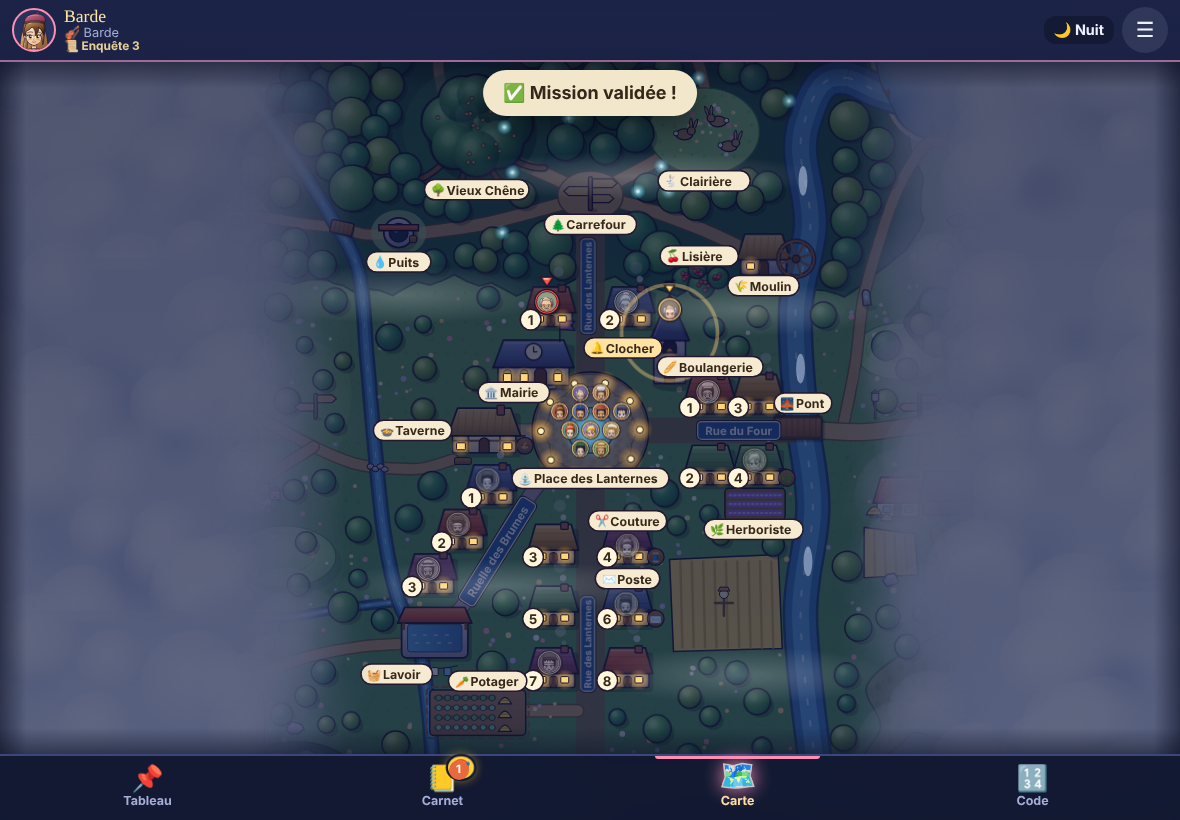 Barde
Barde
Enquête 3
Nuit
Mission validée !
Vieux Chêne
Clairière
Carrefour
Puits
Lisière
Moulin
Rue des Lanternes
1
2
Clocher
Boulangerie
Mairie
1
3
Pont
Taverne
Rue du Four
Place des Lanternes
2
4
1
Couture
Herboriste
2
Ruelle des Brumes
3
4
Poste
3
5
6
Rue des Lanternes
Lavoir
Potager
7
8
1
Tableau
Carnet
Carte
1234
Code